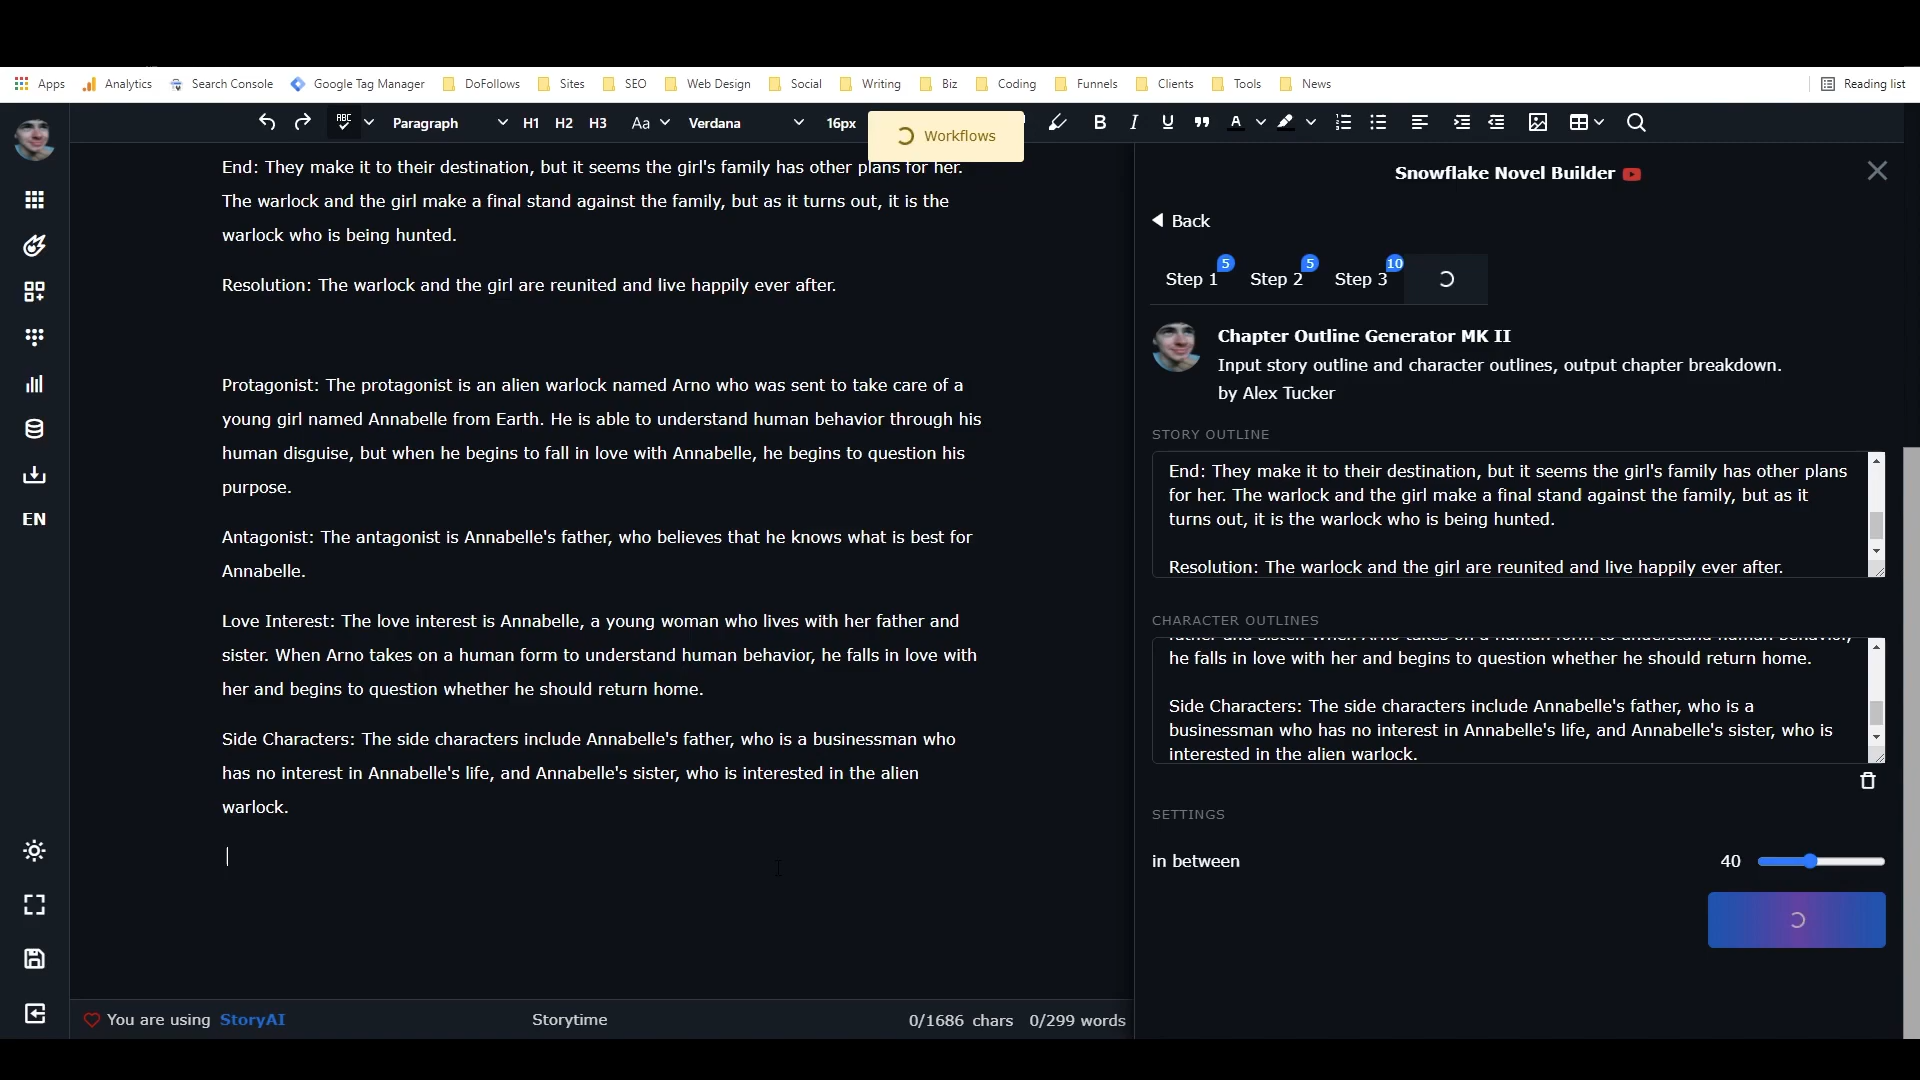 Apps Analytics Search Console Google Tag Manager DoFollows Sites SEO Web Design Social Writing Biz Coding Funnels Clients Tools News Reading list
ABC Paragraph H1 H2 H3 Aa Verdana 16px B I U A
Workflows
EN
End: They make it to their destination, but it seems the girl's family has other plans for her.
The warlock and the girl make a final stand against the family, but as it turns out, it is the
warlock who is being hunted.
Resolution: The warlock and the girl are reunited and live happily ever after.
Protagonist: The protagonist is an alien warlock named Arno who was sent to take care of a
young girl named Annabelle from Earth. He is able to understand human behavior through his
human disguise, but when he begins to fall in love with Annabelle, he begins to question his
purpose.
Antagonist: The antagonist is Annabelle's father, who believes that he knows what is best for
Annabelle.
Love Interest: The love interest is Annabelle, a young woman who lives with her father and
sister. When Arno takes on a human form to understand human behavior, he falls in love with
her and begins to question whether he should return home.
Side Characters: The side characters include Annabelle's father, who is a businessman who
has no interest in Annabelle's life, and Annabelle's sister, who is interested in the alien
warlock.
You are using StoryAI Storytime 0/1686 chars 0/299 words
Snowflake Novel Builder
Back
Step 1 5 Step 2 5 Step 3 10
Chapter Outline Generator MK II
Input story outline and character outlines, output chapter breakdown.
by Alex Tucker
STORY OUTLINE
End: They make it to their destination, but it seems the girl's family has other plans
for her. The warlock and the girl make a final stand against the family, but as it
turns out, it is the warlock who is being hunted.
Resolution: The warlock and the girl are reunited and live happily ever after.
CHARACTER OUTLINES
father and sister. When Arno takes on a human form to understand human behavior,
he falls in love with her and begins to question whether he should return home.
Side Characters: The side characters include Annabelle's father, who is a
businessman who has no interest in Annabelle's life, and Annabelle's sister, who is
interested in the alien warlock.
SETTINGS
in between 40